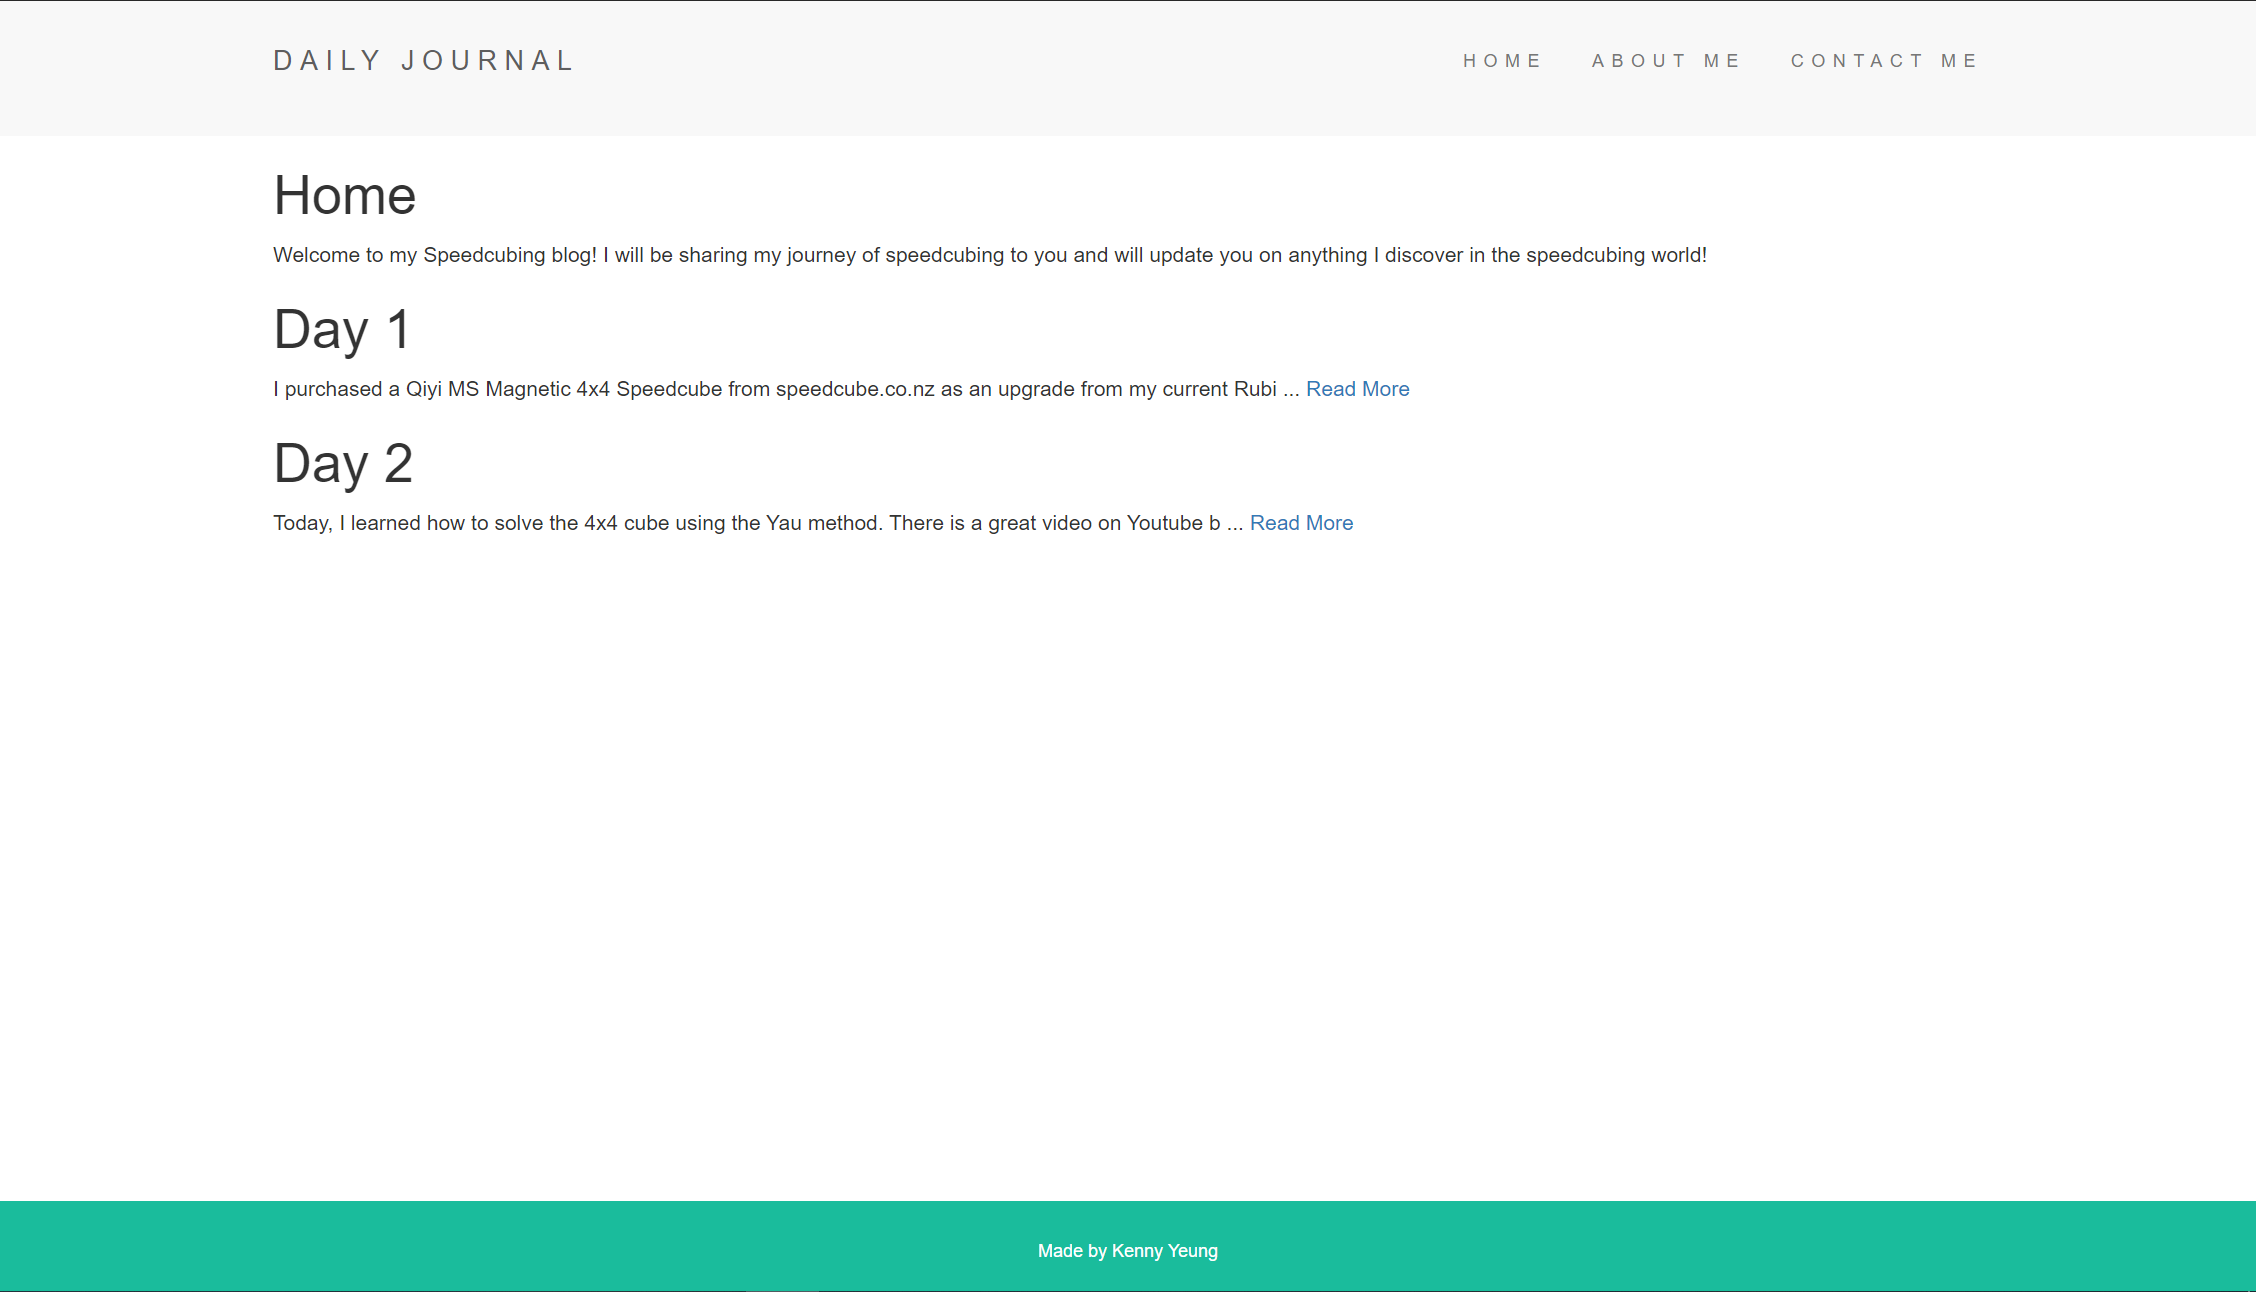 DAILY JOURNAL HOME ABOUT ME CONTACT ME
Home
Welcome to my Speedcubing blog! I will be sharing my journey of speedcubing to you and will update you on anything I discover in the speedcubing world!
Day 1
I purchased a Qiyi MS Magnetic 4x4 Speedcube from speedcube.co.nz as an upgrade from my current Rubi ... Read More
Day 2
Today, I learned how to solve the 4x4 cube using the Yau method. There is a great video on Youtube b ... Read More
Made by Kenny Yeung